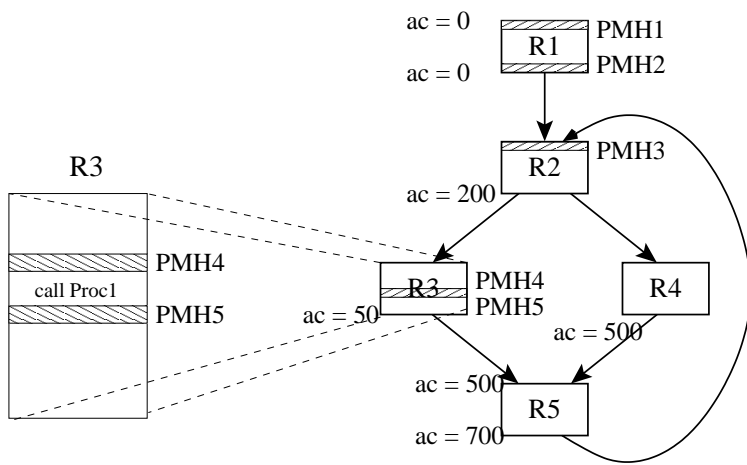 ac = 0
PMH1
R1
ac = 0
PMH2
PMH3
R2
R3
ac = 200
PMH4
call Proc1
PMH5
R3
PMH4
PMH5
R4
ac = 50
ac = 500
ac = 500
R5
ac = 700